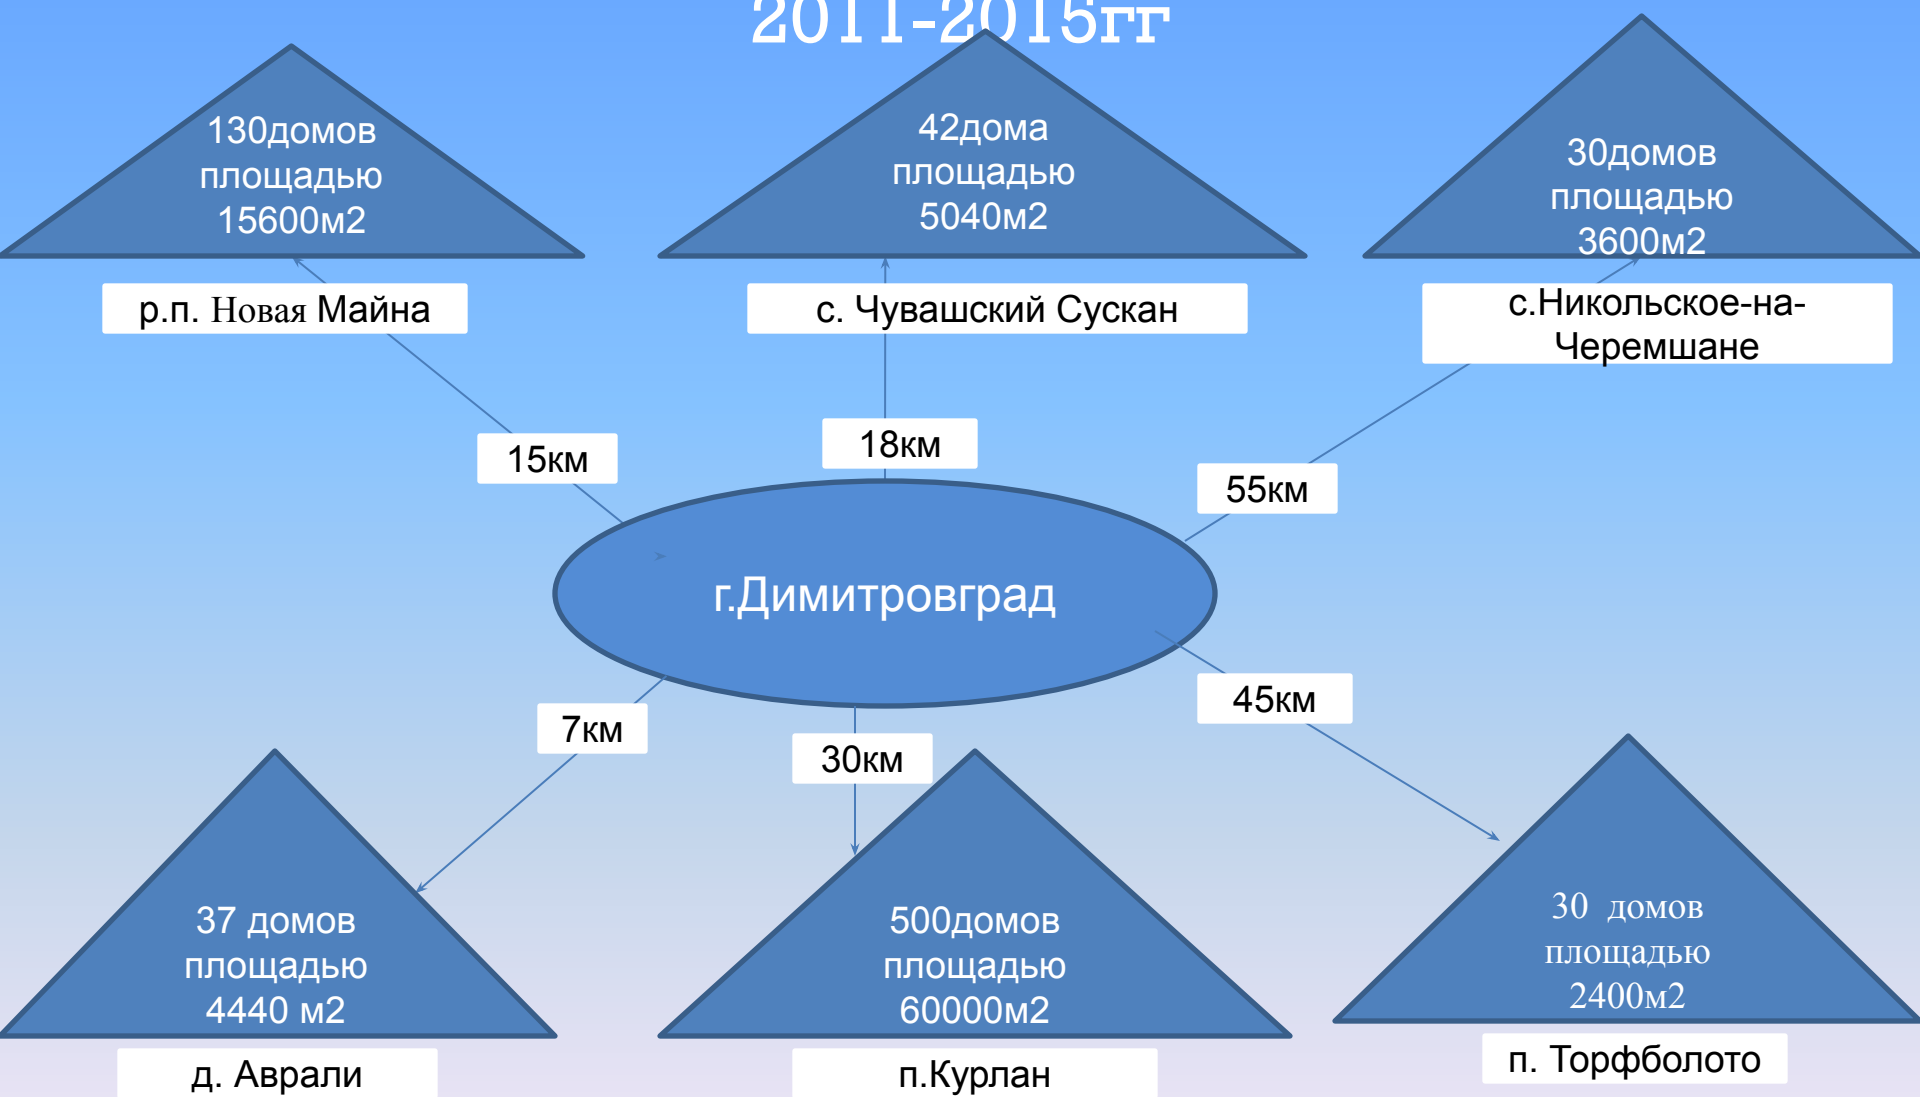 2011-2015гг
130домов
площадью
15600м2
42дома
площадью
5040м2
30домов
площадью
3600м2
р.п. Новая Майна
с. Чувашский Сускан
с.Никольское-на-
Черемшане
15км
18км
55км
г.Димитровград
7км
30км
45км
37 домов
площадью
4440 м2
500домов
площадью
60000м2
30 домов
площадью
2400м2
д. Аврали
п.Курлан
п. Торфболото